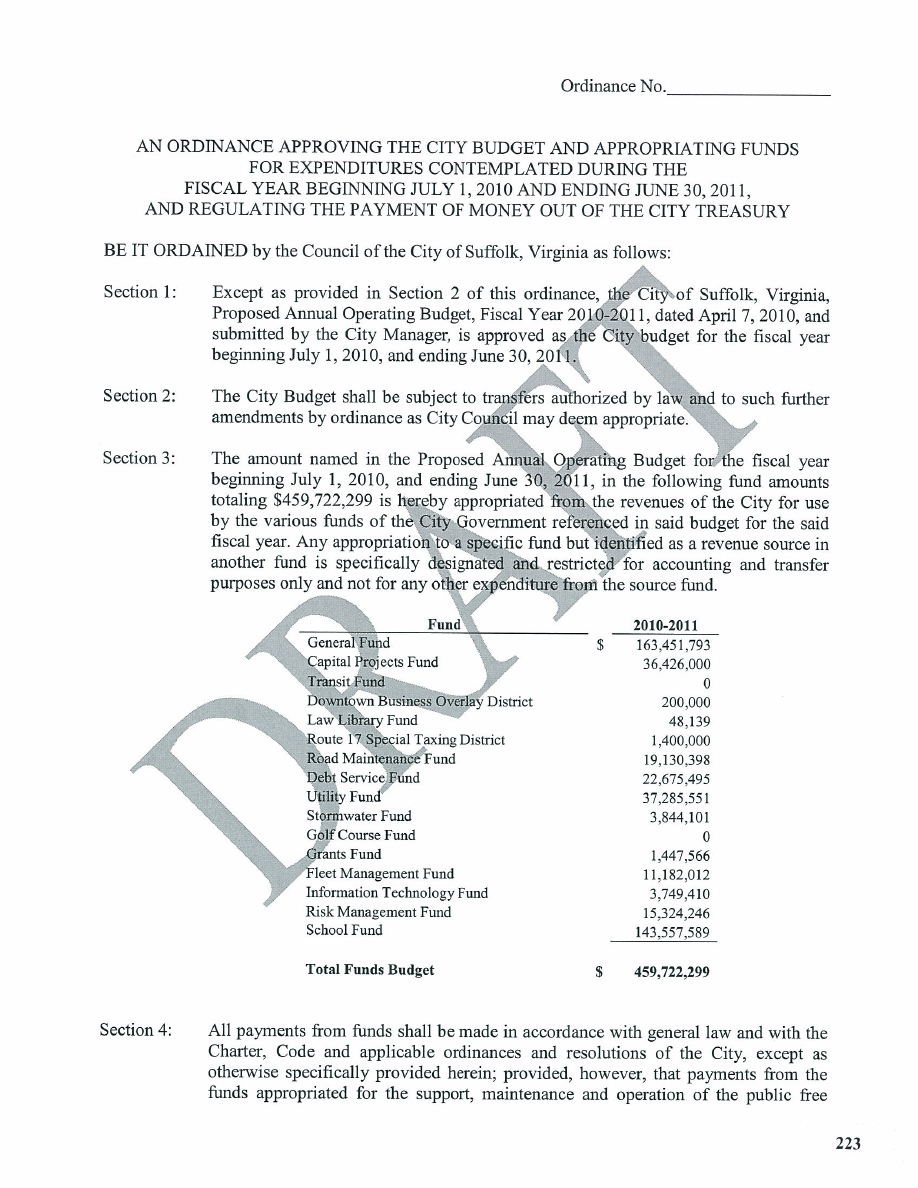 Ordinance No.
AN ORDINANCE APPROVING THE CITY BUDGET AND APPROPRIATING FUNDS
FOR EXPENDITURES CONTEMPLATED DURING THE
FISCAL YEAR BEGINNING JULY 1, 2010 AND ENDING JUNE 30, 2011,
AND REGULATING THE PAYMENT OF MONEY OUT OF THE CITY TREASURY
BE IT ORDAINED by the Council of the City of Suffolk, Virginia as follows:
Section 1: Except as provided in Section 2 of this ordinance, the City of Suffolk, Virginia,
Proposed Annual Operating Budget, Fiscal Year 2010-2011, dated April 7, 2010, and
submitted by the City Manager, is approved as the City budget for the fiscal year
beginning July 1, 2010, and ending June 30, 2011.
Section 2: The City Budget shall be subject to transfers authorized by law and to such further
amendments by ordinance as City Council may deem appropriate.
Section 3: The amount named in the Proposed Annual Operating Budget for the fiscal year
beginning July 1, 2010, and ending June 30, 2011, in the following fund amounts
totaling $459,722,299 is hereby appropriated from the revenues of the City for use
by the various funds of the City Government referenced in said budget for the said
fiscal year. Any appropriation to a specific fund but identified as a revenue source in
another fund is specifically designated and restricted for accounting and transfer
purposes only and not for any other expenditure from the source fund.
Fund 2010-2011
General Fund $ 163,451,793
Capital Projects Fund 36,426,000
Transit Fund 0
Downtown Business Overlay District 200,000
Law Library Fund 48,139
Route 17 Special Taxing District 1,400,000
Road Maintenance Fund 19,130,398
Debt Service Fund 22,675,495
Utility Fund 37,285,551
Stormwater Fund 3,844,101
Golf Course Fund 0
Grants Fund 1,447,566
Fleet Management Fund 11,182,012
Information Technology Fund 3,749,410
Risk Management Fund 15,324,246
School Fund 143,557,589
Total Funds Budget $ 459,722,299
Section 4: All payments from funds shall be made in accordance with general law and with the
Charter, Code and applicable ordinances and resolutions of the City, except as
otherwise specifically provided herein; provided, however, that payments from the
funds appropriated for the support, maintenance and operation of the public free
223
DRAFT